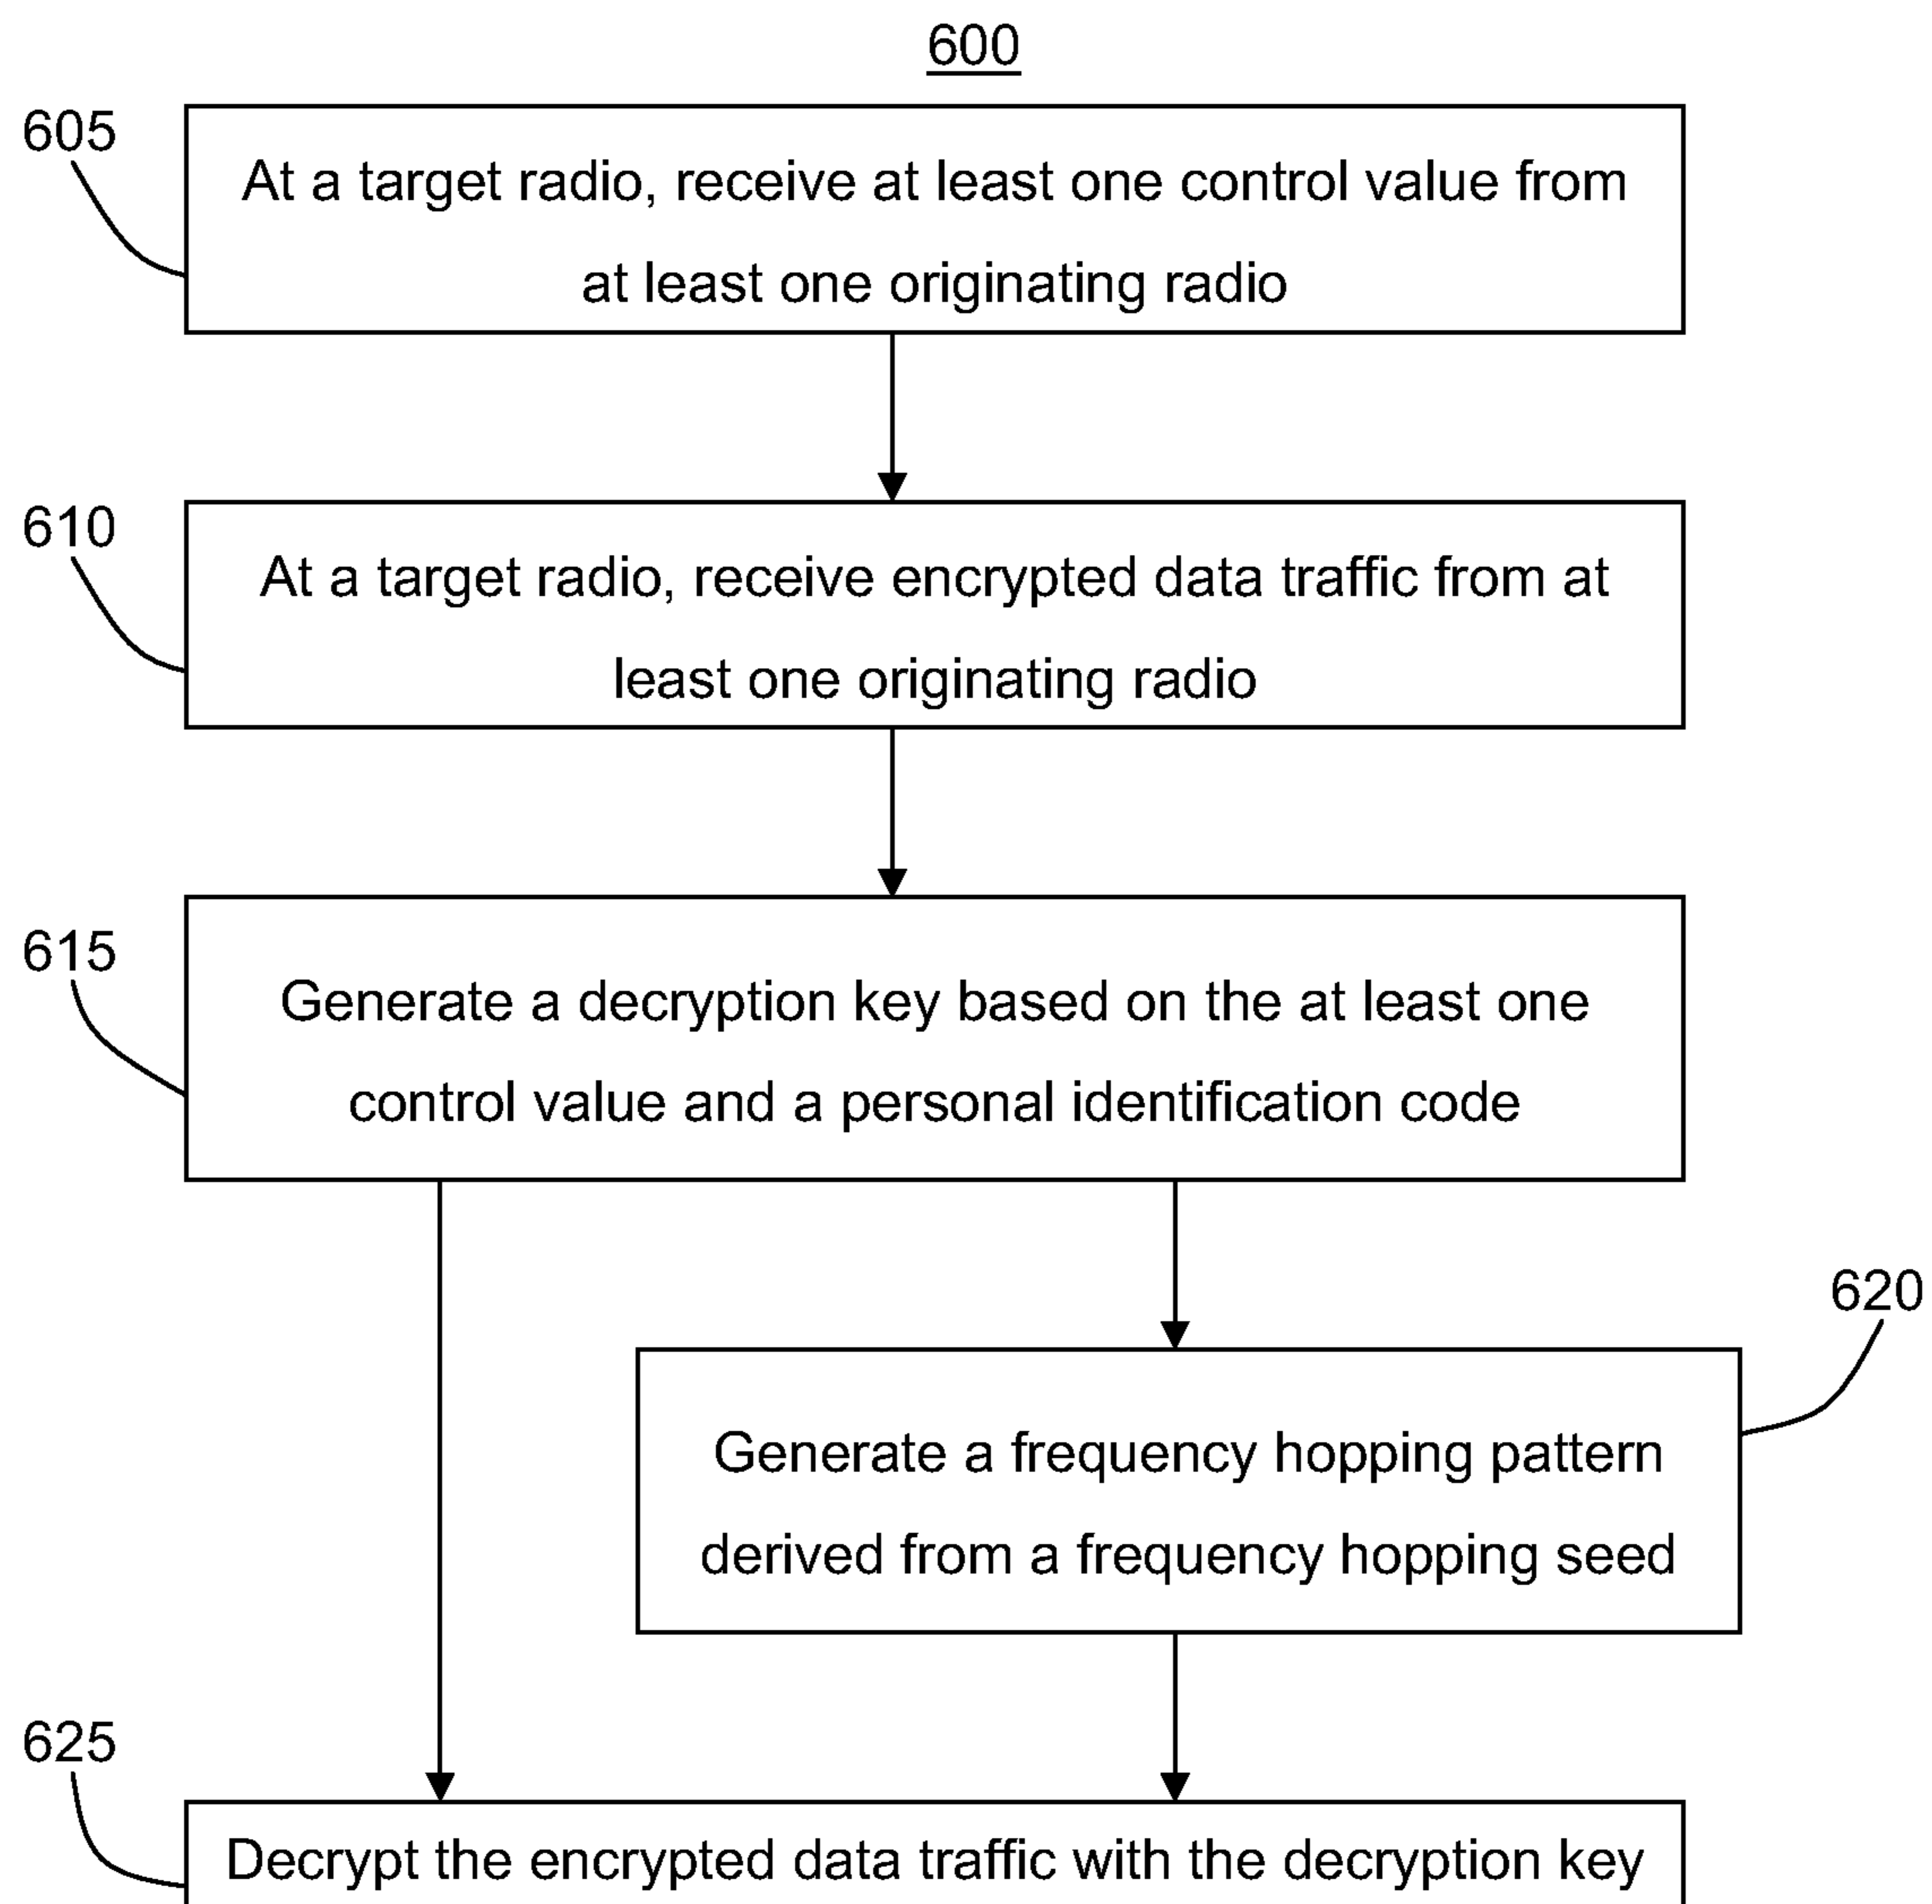 600
605
At a target radio, receive at least one control value from
at least one originating radio
610
At a target radio, receive encrypted data traffic from at
least one originating radio
615
Generate a decryption key based on the at least one
control value and a personal identification code
620
Generate a frequency hopping pattern
derived from a frequency hopping seed
625
Decrypt the encrypted data traffic with the decryption key